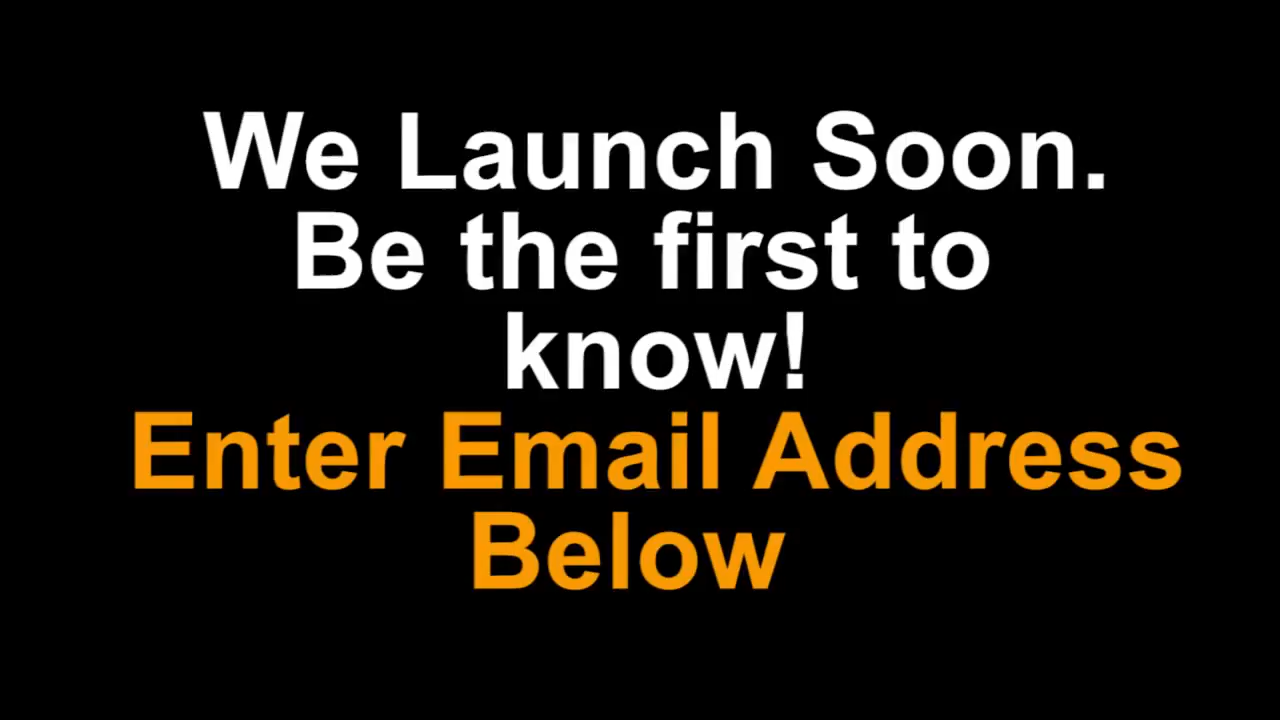 We Launch Soon.
Be the first to
know!
Enter Email Address
Below